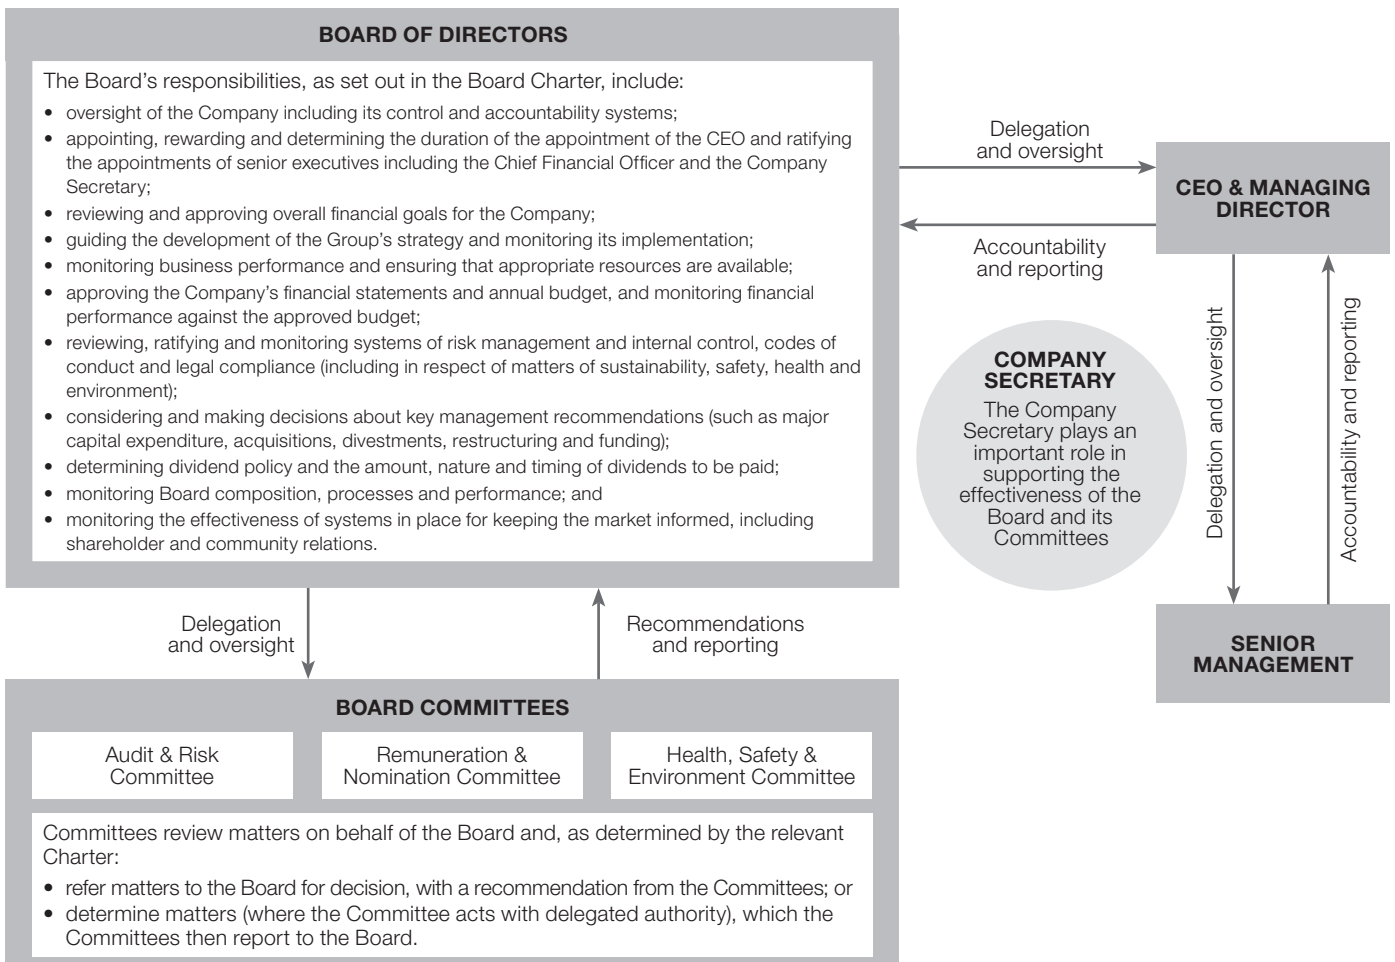 BOARD OF DIRECTORS
The Board’s responsibilities, as set out in the Board Charter, include:
• oversight of the Company including its control and accountability systems;
• appointing, rewarding and determining the duration of the appointment of the CEO and ratifying
the appointments of senior executives including the Chief Financial Officer and the Company
Secretary;
• reviewing and approving overall financial goals for the Company;
• guiding the development of the Group’s strategy and monitoring its implementation;
• monitoring business performance and ensuring that appropriate resources are available;
• approving the Company’s financial statements and annual budget, and monitoring financial
performance against the approved budget;
• reviewing, ratifying and monitoring systems of risk management and internal control, codes of
conduct and legal compliance (including in respect of matters of sustainability, safety, health and
environment);
• considering and making decisions about key management recommendations (such as major
capital expenditure, acquisitions, divestments, restructuring and funding);
• determining dividend policy and the amount, nature and timing of dividends to be paid;
• monitoring Board composition, processes and performance; and
• monitoring the effectiveness of systems in place for keeping the market informed, including
shareholder and community relations.
Delegation
and oversight
CEO & MANAGING
DIRECTOR
Accountability
and reporting
COMPANY
SECRETARY
The Company
Secretary plays an
important role in
supporting the
effectiveness of the
Board and its
Committees
Delegation and oversight
Accountability and reporting
SENIOR
MANAGEMENT
Delegation
and oversight
Recommendations
and reporting
BOARD COMMITTEES
Audit & Risk
Committee
Remuneration &
Nomination Committee
Health, Safety &
Environment Committee
Committees review matters on behalf of the Board and, as determined by the relevant
Charter:
• refer matters to the Board for decision, with a recommendation from the Committees; or
• determine matters (where the Committee acts with delegated authority), which the
Committees then report to the Board.